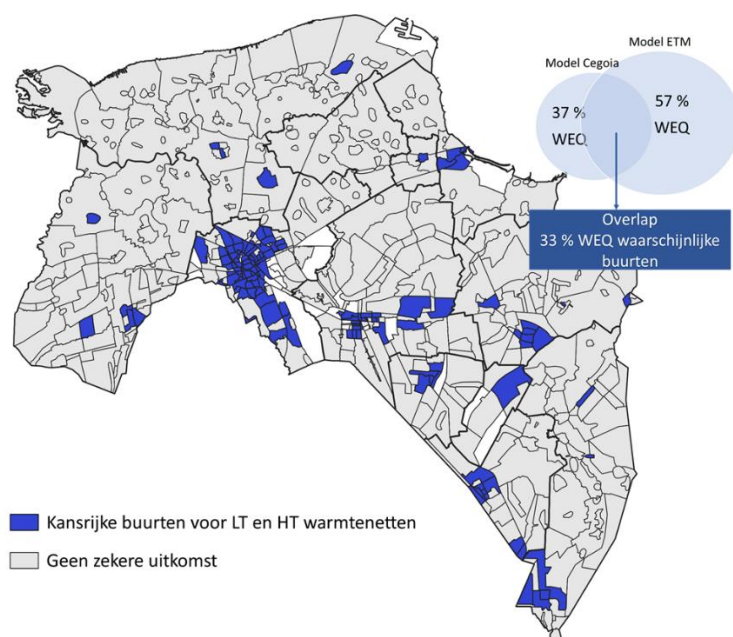 Model ETM
Model Cegoia
37 %
WEQ
57 %
WEQ
Overlap
33 % WEQ waarschijnlijke
buurten
Kansrijke buurten voor LT en HT warmtenetten
Geen zekere uitkomst